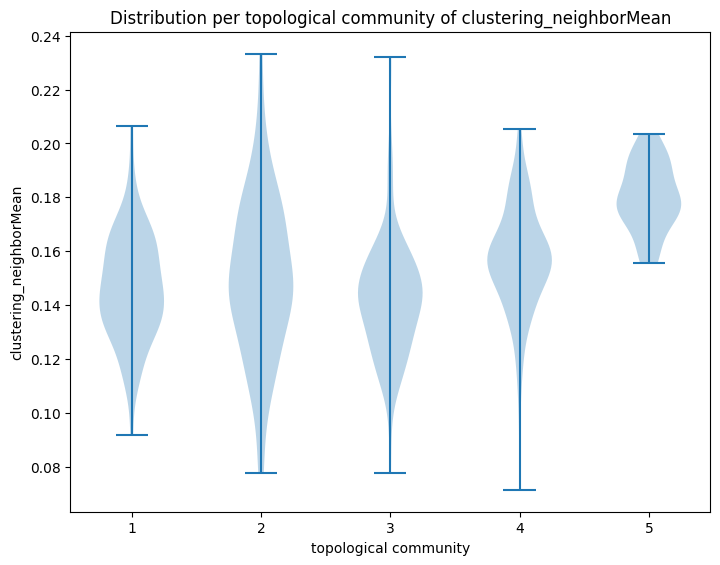 Distribution per topological community of clustering_neighborMean
clustering_neighborMean
0.24
0.22
0.20
0.18
0.16
0.14
0.12
0.10
0.08
1 2 3 4 5
topological community